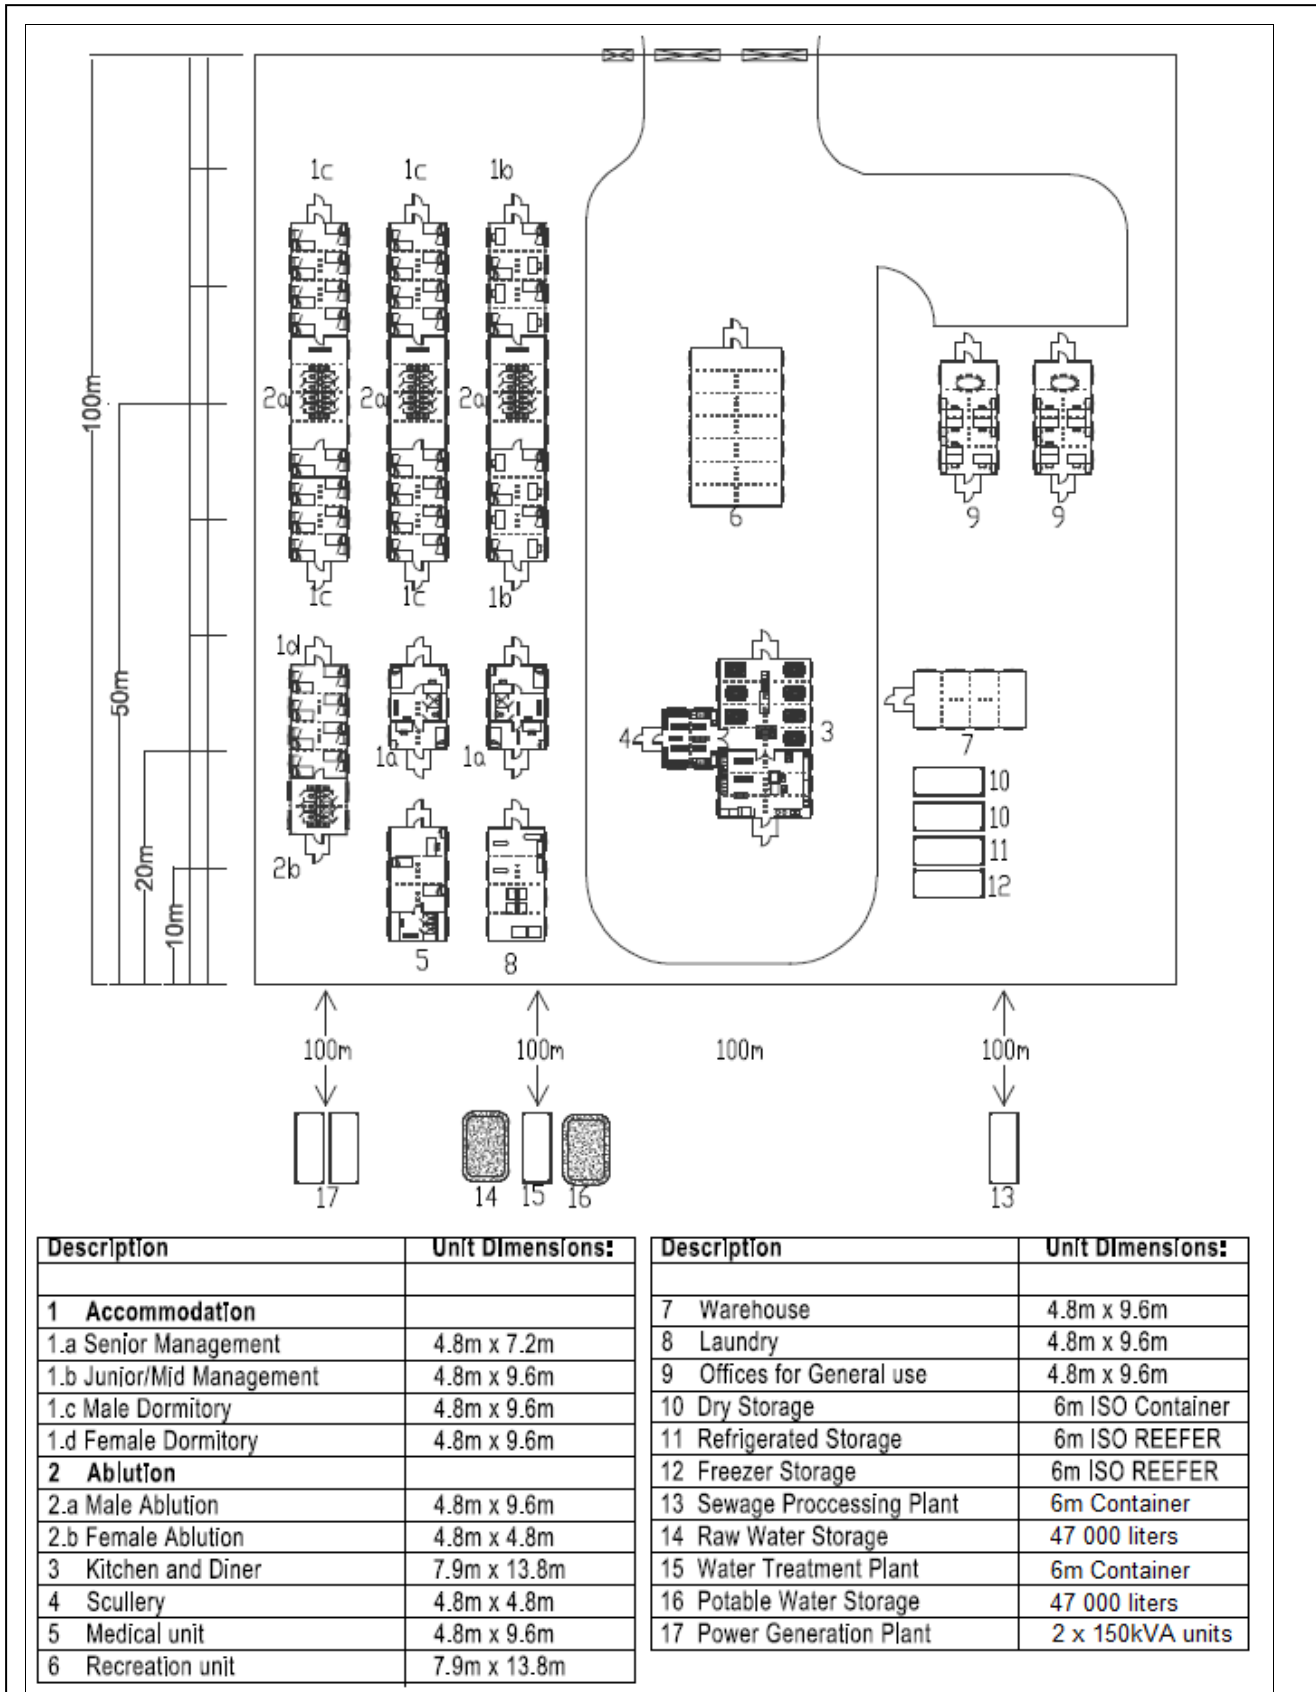 1c 1c 1b
2a 2a 2a
100m
50m
20m
10m
6 9 9
1c 1c 1b
1d
1a 1a
4 3
7
10
10
11
12
2b
5 8
100m 100m 100m 100m
17 14 15 16 13
Description Unit Dimensions:
1 Accommodation
1.a Senior Management 4.8m x 7.2m
1.b Junior/Mid Management 4.8m x 9.6m
1.c Male Dormitory 4.8m x 9.6m
1.d Female Dormitory 4.8m x 9.6m
2 Ablution
2.a Male Ablution 4.8m x 9.6m
2.b Female Ablution 4.8m x 4.8m
3 Kitchen and Diner 7.9m x 13.8m
4 Scullery 4.8m x 4.8m
5 Medical unit 4.8m x 9.6m
6 Recreation unit 7.9m x 13.8m
Description Unit Dimensions:
7 Warehouse 4.8m x 9.6m
8 Laundry 4.8m x 9.6m
9 Offices for General use 4.8m x 9.6m
10 Dry Storage 6m ISO Container
11 Refrigerated Storage 6m ISO REEFER
12 Freezer Storage 6m ISO REEFER
13 Sewage Proccessing Plant 6m Container
14 Raw Water Storage 47 000 liters
15 Water Treatment Plant 6m Container
16 Potable Water Storage 47 000 liters
17 Power Generation Plant 2 x 150kVA units